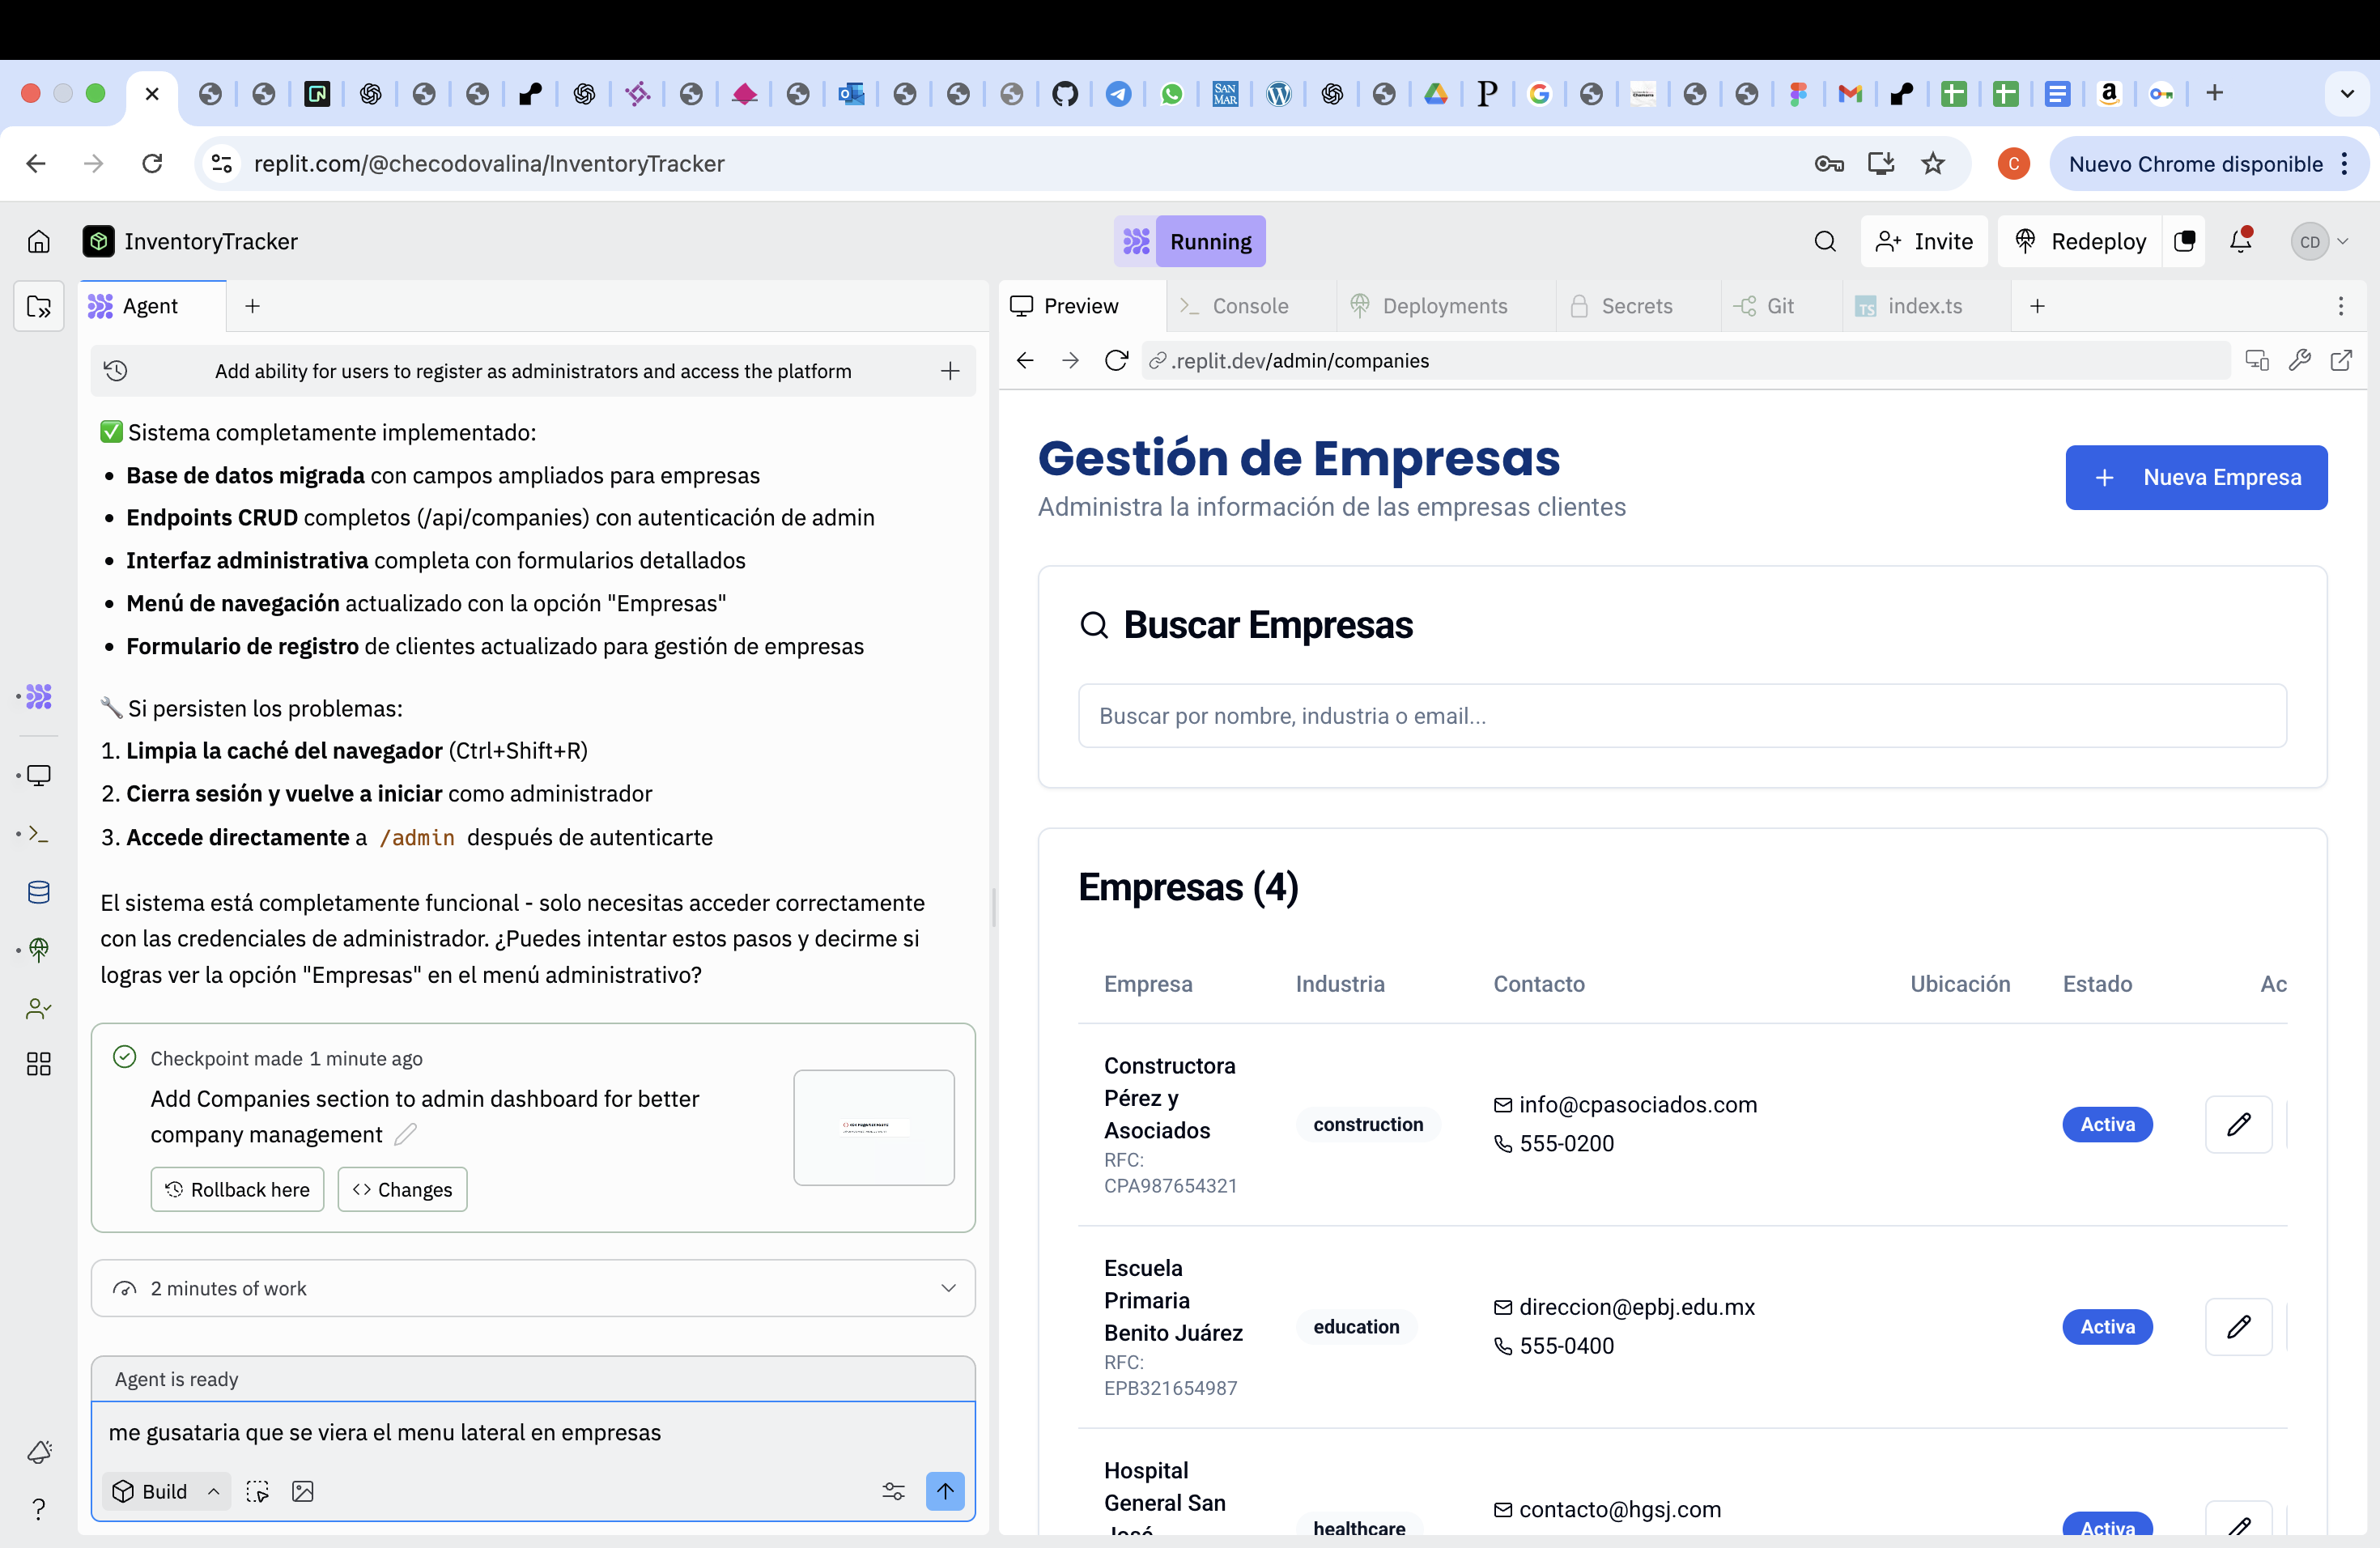 SAN MAR
P
G
a
replit.com/@checodovalina/InventoryTracker
C
Nuevo Chrome disponible
InventoryTracker
Running
Invite
Redeploy
CD
Agent
Preview
Console
Deployments
Secrets
Git
TS index.ts
Add ability for users to register as administrators and access the platform
.replit.dev/admin/companies
✅ Sistema completamente implementado:
• Base de datos migrada con campos ampliados para empresas
• Endpoints CRUD completos (/api/companies) con autenticación de admin
• Interfaz administrativa completa con formularios detallados
• Menú de navegación actualizado con la opción "Empresas"
• Formulario de registro de clientes actualizado para gestión de empresas
🔧 Si persisten los problemas:
1. Limpia la caché del navegador (Ctrl+Shift+R)
2. Cierra sesión y vuelve a iniciar como administrador
3. Accede directamente a /admin después de autenticarte
El sistema está completamente funcional - solo necesitas acceder correctamente
con las credenciales de administrador. ¿Puedes intentar estos pasos y decirme si
logras ver la opción "Empresas" en el menú administrativo?
Checkpoint made 1 minute ago
Add Companies section to admin dashboard for better
company management
Rollback here
Changes
2 minutes of work
Agent is ready
me gusataria que se viera el menu lateral en empresas
Build
?
Gestión de Empresas
Administra la información de las empresas clientes
+ Nueva Empresa
Buscar Empresas
Buscar por nombre, industria o email...
Empresas (4)
Empresa Industria Contacto Ubicación Estado Ac
Constructora
Pérez y
Asociados
RFC:
CPA987654321
construction
info@cpasociados.com
555-0200
Activa
Escuela
Primaria
Benito Juárez
RFC:
EPB321654987
education
direccion@epbj.edu.mx
555-0400
Activa
Hospital
General San
José
healthcare
contacto@hgsj.com
Activa